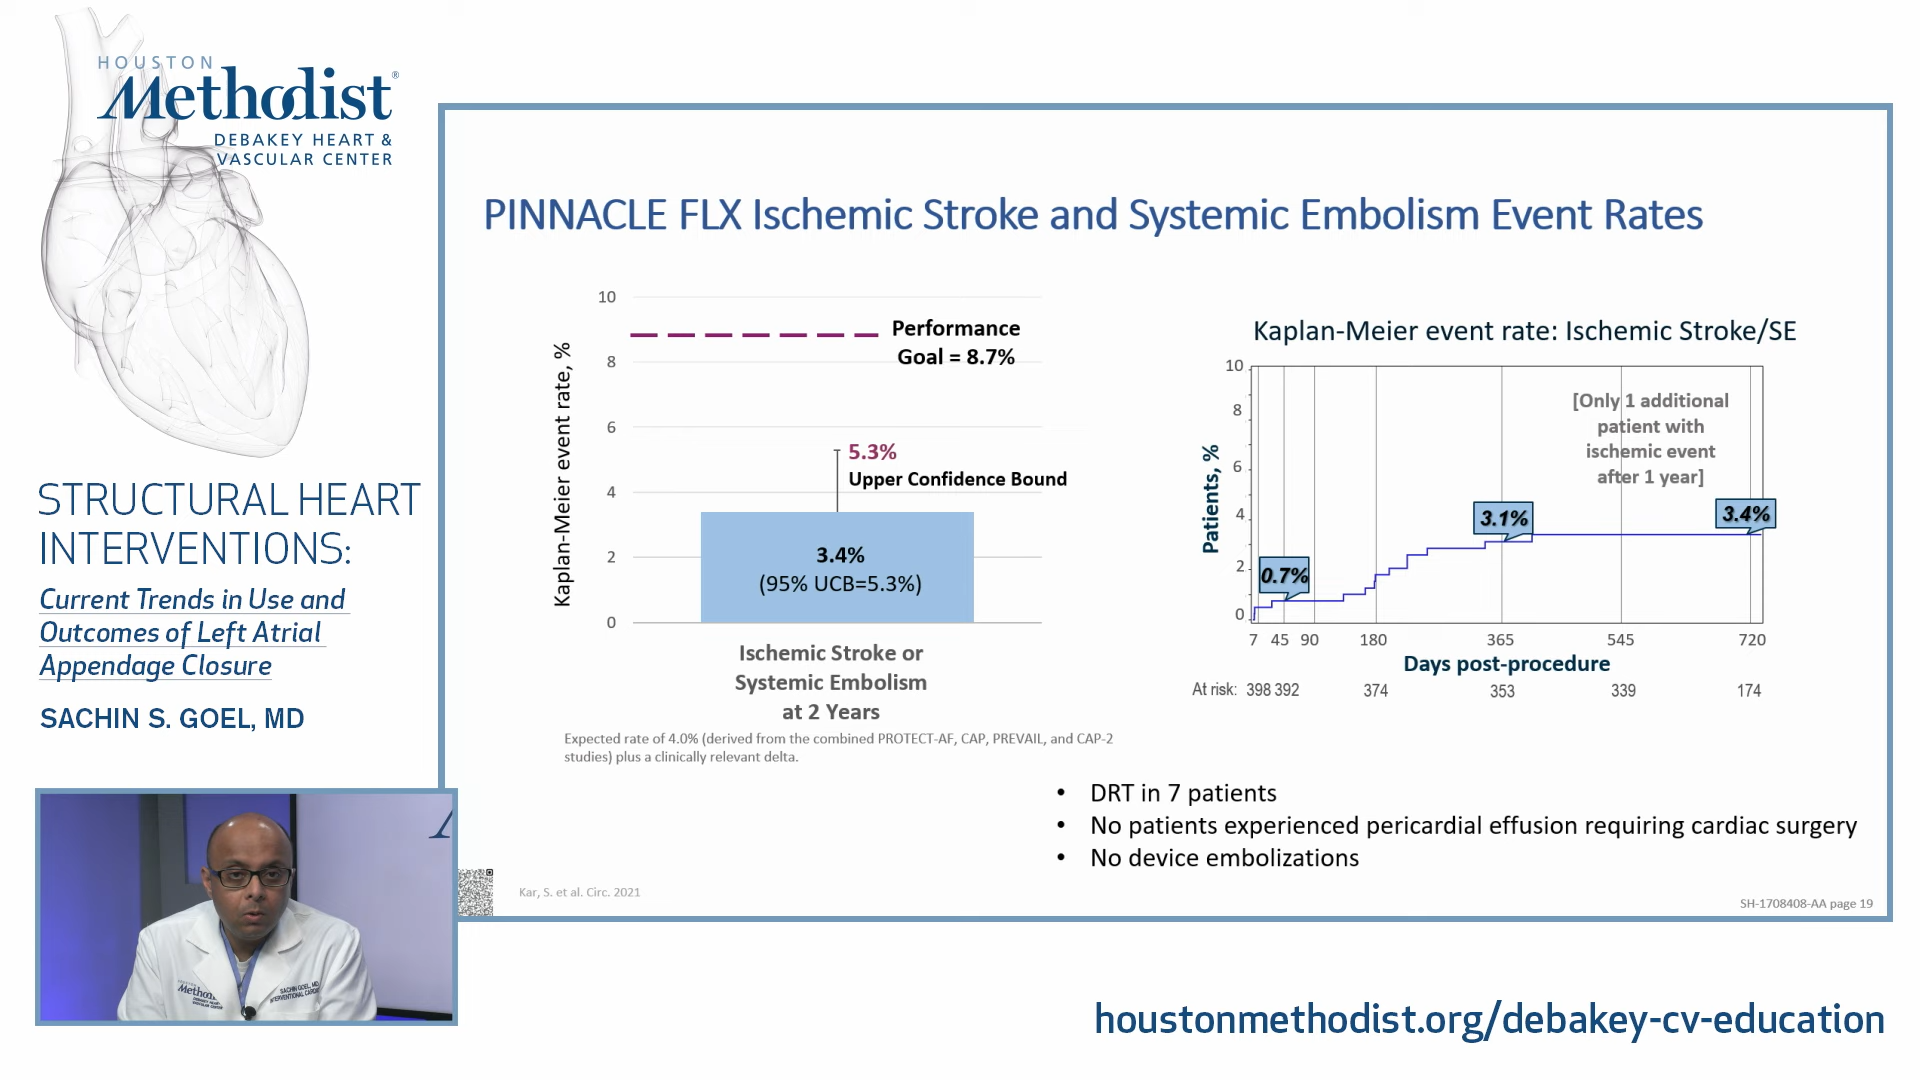 HOUSTON
Methodist®
DEBAKEY HEART &
VASCULAR CENTER
STRUCTURAL HEART
INTERVENTIONS:
Current Trends in Use and
Outcomes of Left Atrial
Appendage Closure
SACHIN S. GOEL, MD
PINNACLE FLX Ischemic Stroke and Systemic Embolism Event Rates
Kaplan-Meier event rate, %
10
8
6
4
2
0
Performance
Goal = 8.7%
5.3%
Upper Confidence Bound
3.4%
(95% UCB=5.3%)
Ischemic Stroke or
Systemic Embolism
at 2 Years
Expected rate of 4.0% (derived from the combined PROTECT-AF, CAP, PREVAIL, and CAP-2
studies) plus a clinically relevant delta.
Kaplan-Meier event rate: Ischemic Stroke/SE
Patients, %
10
8
6
4
2
0
[Only 1 additional
patient with
ischemic event
after 1 year]
0.7%
3.1%
3.4%
7 45 90 180 365 545 720
Days post-procedure
At risk: 398 392 374 353 339 174
• DRT in 7 patients
• No patients experienced pericardial effusion requiring cardiac surgery
• No device embolizations
Kar, S. et al. Circ. 2021
SH-1708408-AA page 19
SACHIN GOEL, MD
houstonmethodist.org/debakey-cv-education